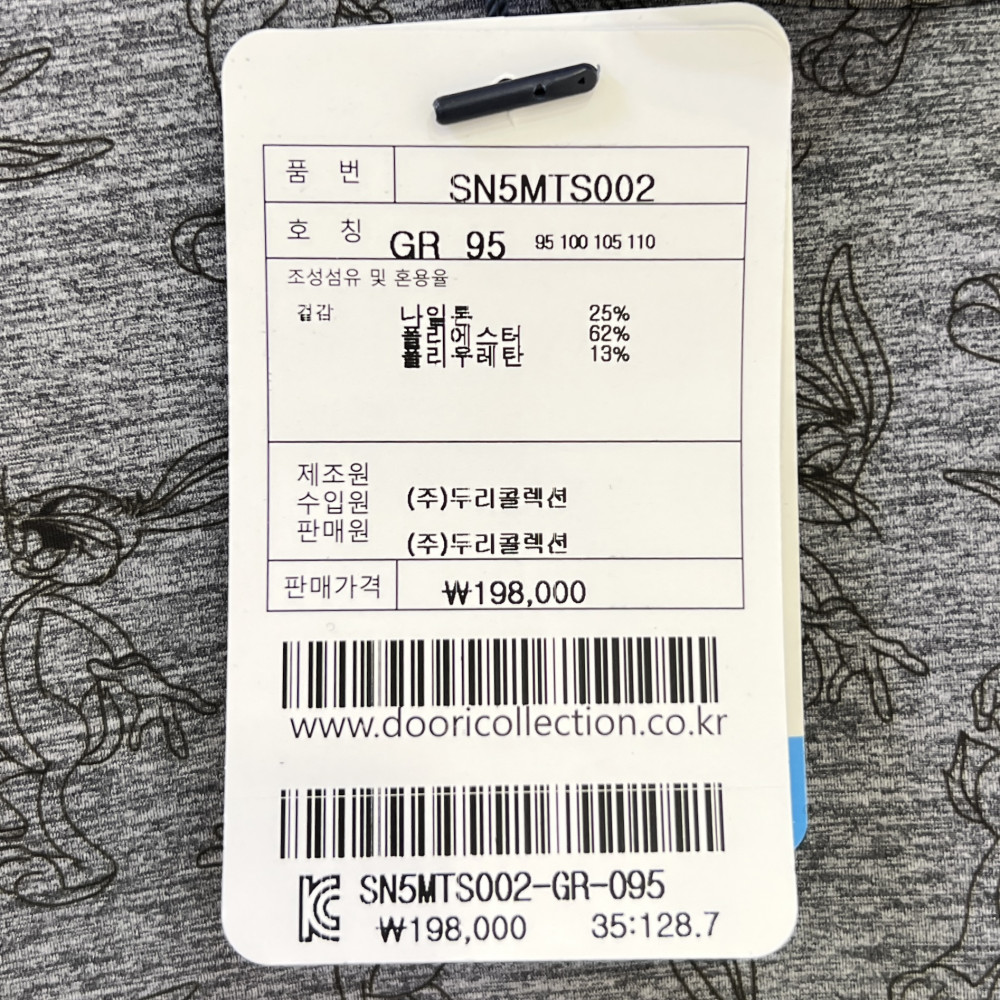 품 번 SN5MTS002
호 칭 GR 95 95 100 105 110
조성섬유 및 혼용율
겉감 나일론 25%
폴리에스터 62%
폴리우레탄 13%
제조원
수입원 (주)두리콜렉션
판매원 (주)두리콜렉션
판매가격 ₩198,000
www.dooricollection.co.kr
KC SN5MTS002-GR-095
₩198,000 35:128.7